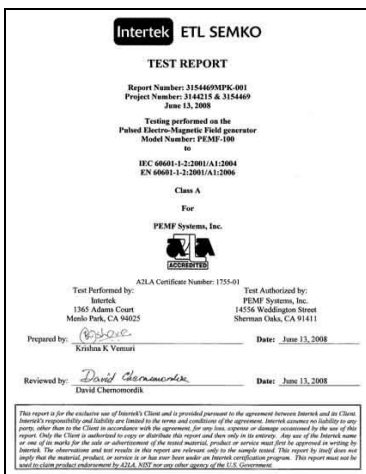 Intertek ETL SEMKO
TEST REPORT
Report Number: 3154469MPK-001
Project Number: 3144215 & 3154469
June 13, 2008
Testing performed on the
Pulsed Electro-Magnetic Field generator
Model Number: PEMF-100
to
IEC 60601-1-2:2001/A1:2004
EN 60601-1-2:2001/A1:2006
Class A
For
PEMF Systems, Inc.
A2LA
ACCREDITED
A2LA Certificate Number: 1755-01
Test Performed by:
Intertek
1365 Adams Court
Menlo Park, CA 94025
Test Authorized by:
PEMF Systems, Inc.
14556 Weddington Street
Sherman Oaks, CA 91411
Prepared by:
Krishna K Vemuri
Date: June 13, 2008
Reviewed by: David Chernomordik
David Chernomordik
Date: June 13, 2008
This report is for the exclusive use of Intertek's Client and is provided pursuant to the agreement between Intertek and its Client.
Intertek's responsibility and liability are limited to the terms and conditions of the agreement. Intertek assumes no liability to any
party, other than to the Client in accordance with the agreement, for any loss, expense or damage occasioned by the use of this
report. Only the Client is authorized to copy or distribute this report and then only in its entirety. Any use of the Intertek name
or one of its marks for the sale or advertisement of the tested material, product or service must first be approved in writing by
Intertek. The observations and test results in this report are relevant only to the sample tested. This report by itself does not
imply that the material, product, or service is or has ever been under an Intertek certification program. This report must not be
used to claim product endorsement by A2LA, NIST nor any other agency of the U.S. Government.